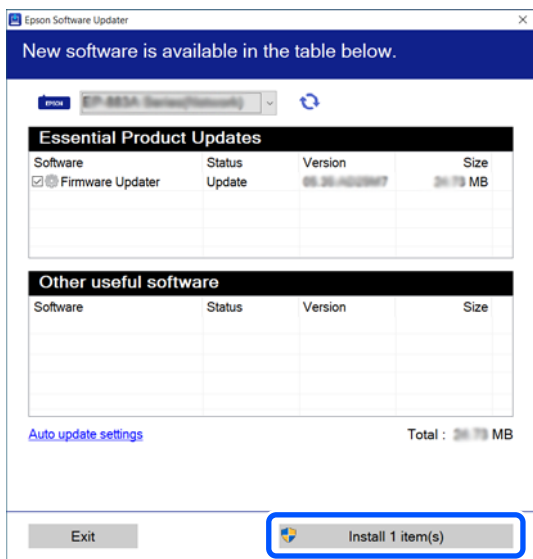 Epson Software Updater
New software is available in the table below.
EPSON
Essential Product Updates
Software Status Version Size
Firmware Updater Update MB
Other useful software
Software Status Version Size
Auto update settings Total : MB
Exit Install 1 item(s)